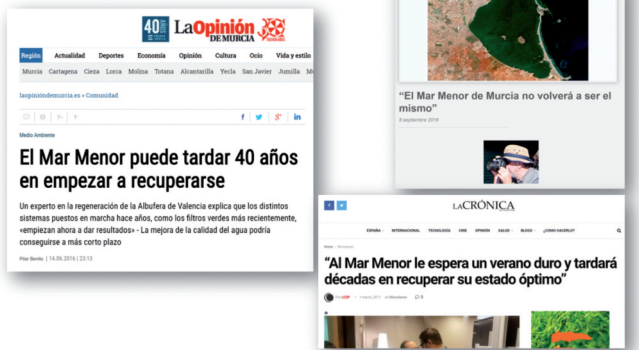 40
LaOpinión
DE MURCIA
Región Actualidad Deportes Economía Opinión Cultura Ocio Vida y estilo
Murcia Cartagena Cieza Lorca Molina Totana Alcantarilla Yecla San Javier Jumilla
laopiniondemurcia.es » Comunidad
Medio Ambiente
El Mar Menor puede tardar 40 años
en empezar a recuperarse
Un experto en la regeneración de la Albufera de Valencia explica que los distintos
sistemas puestos en marcha hace años, como los filtros verdes más recientemente,
«empiezan ahora a dar resultados» - La mejora de la calidad del agua podría
conseguirse a más corto plazo
Pilar Benito | 14.06.2016 | 23:13
“El Mar Menor de Murcia no volverá a ser el
mismo”
8 septiembre 2016
LACRÓNICA
ESPAÑA INTERNACIONAL TECNOLOGÍA CINE OPINIÓN SALUD BLOGS ¿COMO HACERLO?
“Al Mar Menor le espera un verano duro y tardará
décadas en recuperar su estado óptimo”